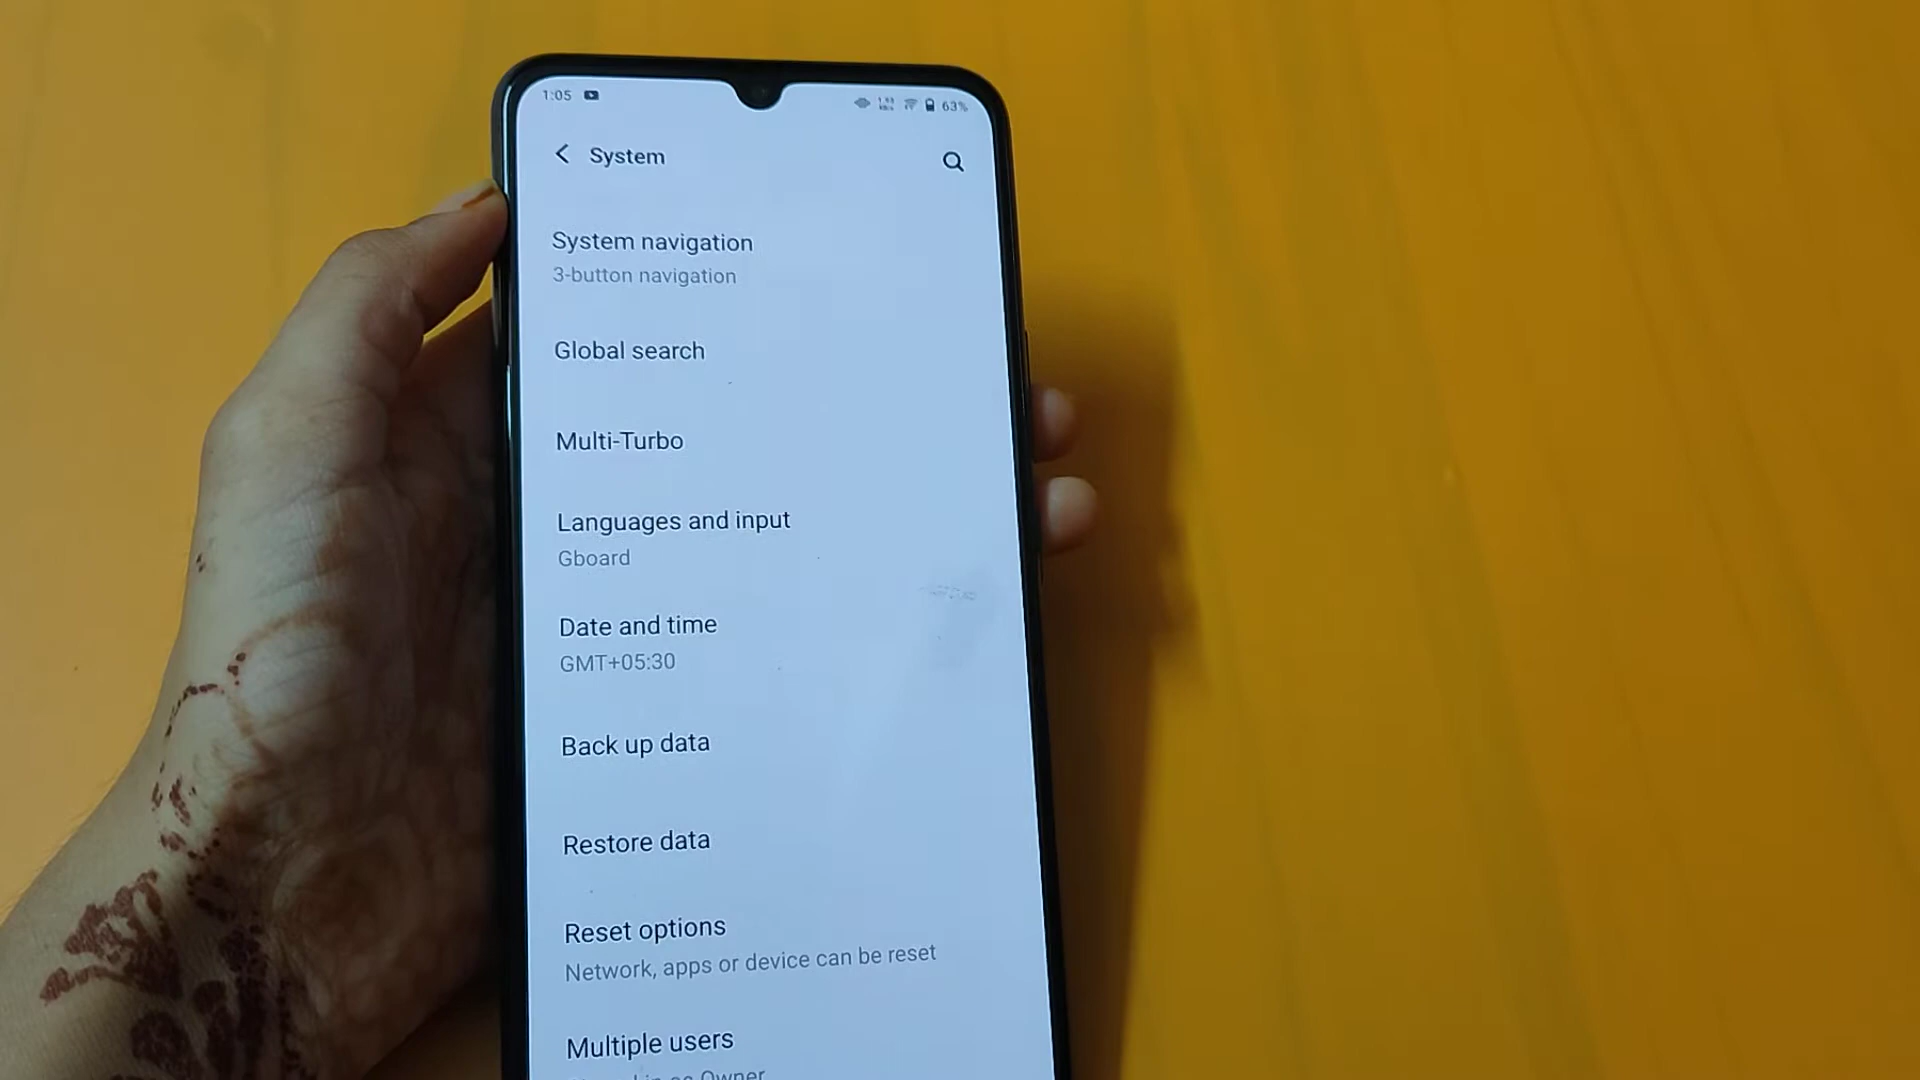 1:05
63%
System
System navigation
3-button navigation
Global search
Multi-Turbo
Languages and input
Gboard
Date and time
GMT+05:30
Back up data
Restore data
Reset options
Network, apps or device can be reset
Multiple users
as Owner